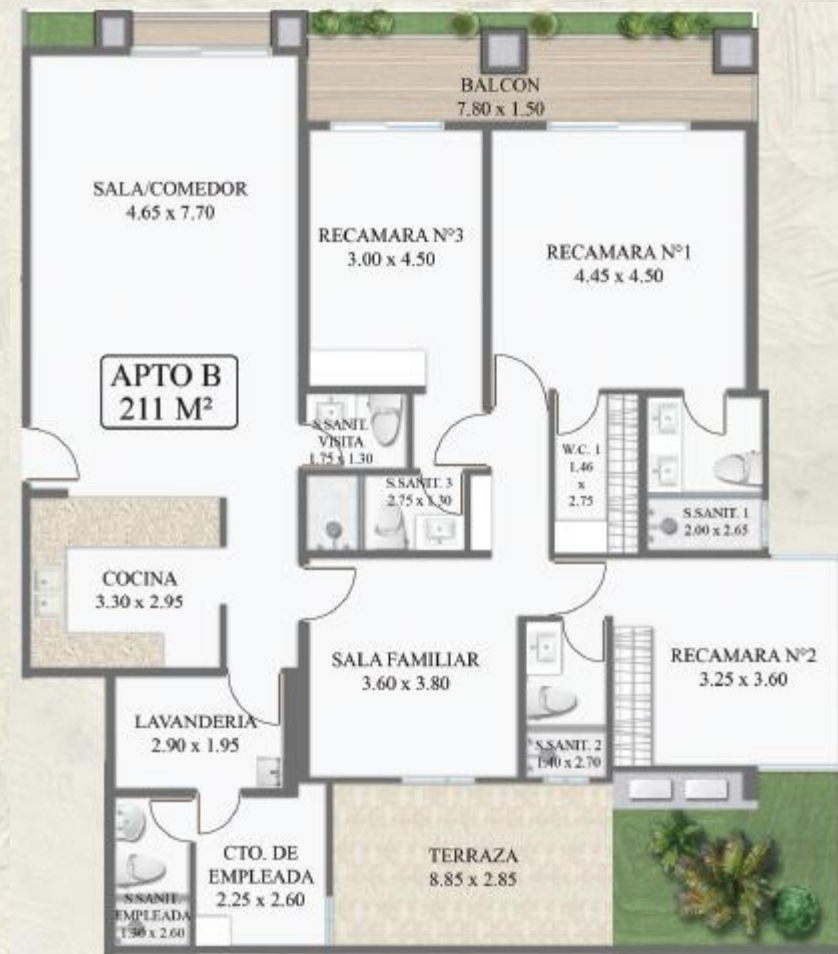 BALCON
7.80 x 1.50
SALA/COMEDOR
4.65 x 7.70
RECAMARA N°3
3.00 x 4.50
RECAMARA N°1
4.45 x 4.50
APTO B
211 M²
S.SANIT.
VISITA
1.75 x 1.30
W.C. 1
1.46
x
2.75
S.SANIT. 3
2.75 x 1.30
S.SANIT. 1
2.00 x 2.65
COCINA
3.30 x 2.95
SALA FAMILIAR
3.60 x 3.80
RECAMARA N°2
3.25 x 3.60
LAVANDERIA
2.90 x 1.95
S.SANIT. 2
1.40 x 2.70
CTO. DE
EMPLEADA
2.25 x 2.60
TERRAZA
8.85 x 2.85
S.SANIT.
EMPLEADA
1.30 x 2.60